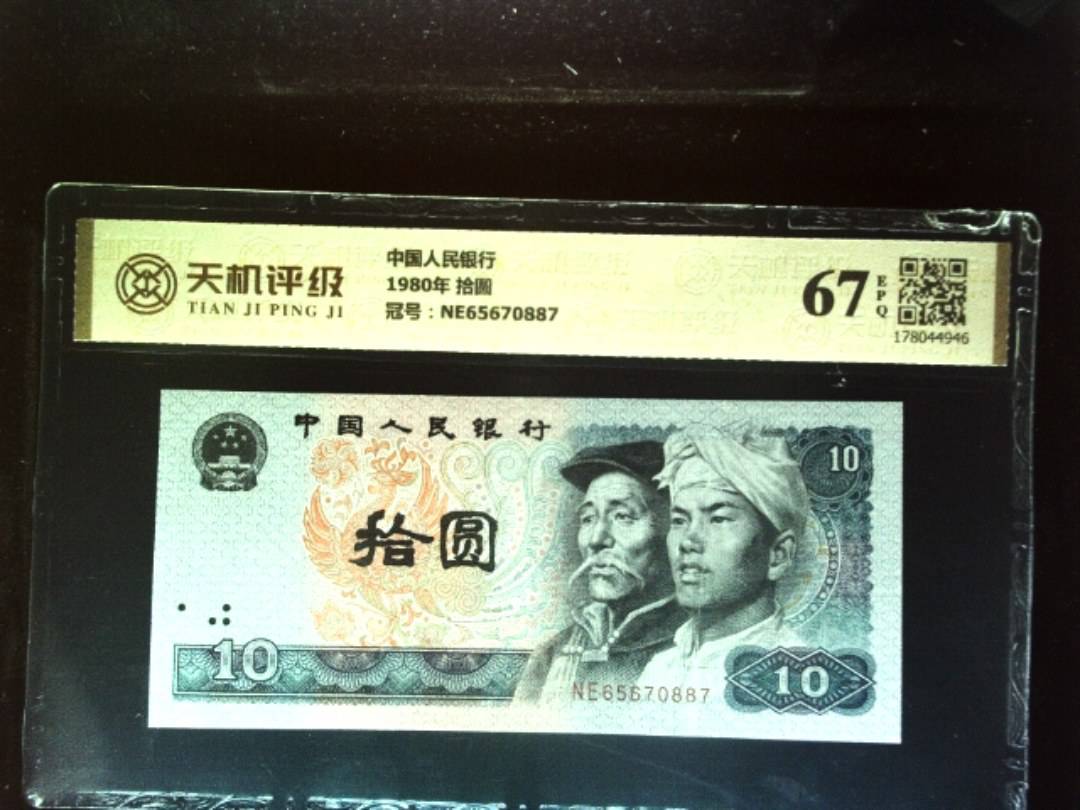 天机评级
TIAN JI PING JI
中国人民银行
1980年 拾圆
冠号：NE65670887
67
EPQ
178044946
中国人民银行
10
拾圆
10
NE65670887
10